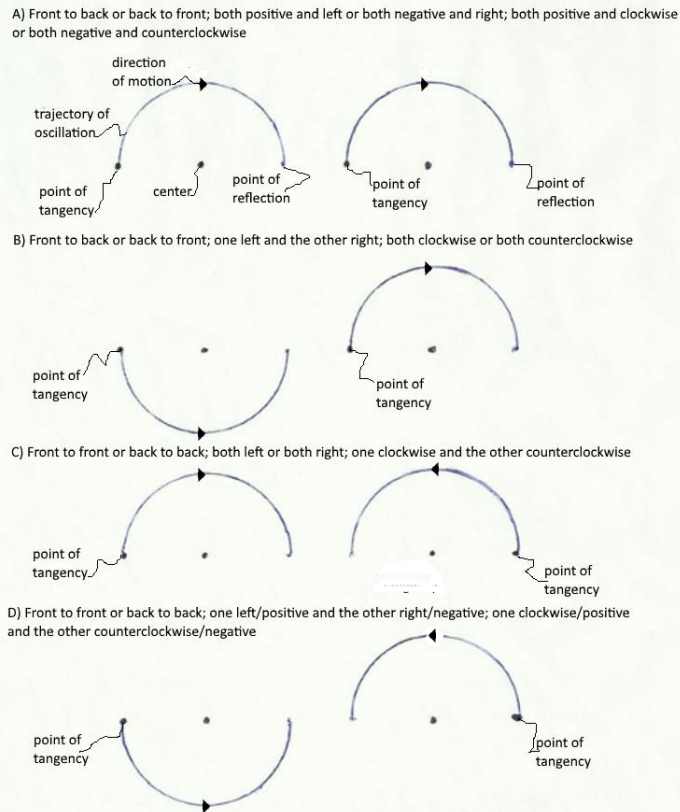 A) Front to back or back to front; both positive and left or both negative and right; both positive and clockwise
or both negative and counterclockwise
direction
of motion
trajectory of
oscillation
point of
tangency
center
point of
reflection
point of
tangency
point of
reflection
B) Front to back or back to front; one left and the other right; both clockwise or both counterclockwise
point of
tangency
point of
tangency
C) Front to front or back to back; both left or both right; one clockwise and the other counterclockwise
point of
tangency
point of
tangency
D) Front to front or back to back; one left/positive and the other right/negative; one clockwise/positive
and the other counterclockwise/negative
point of
tangency
point of
tangency